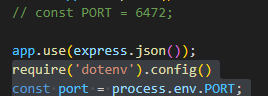 // const PORT = 6472;
app.use(express.json());
require('dotenv').config()
const port = process.env.PORT;